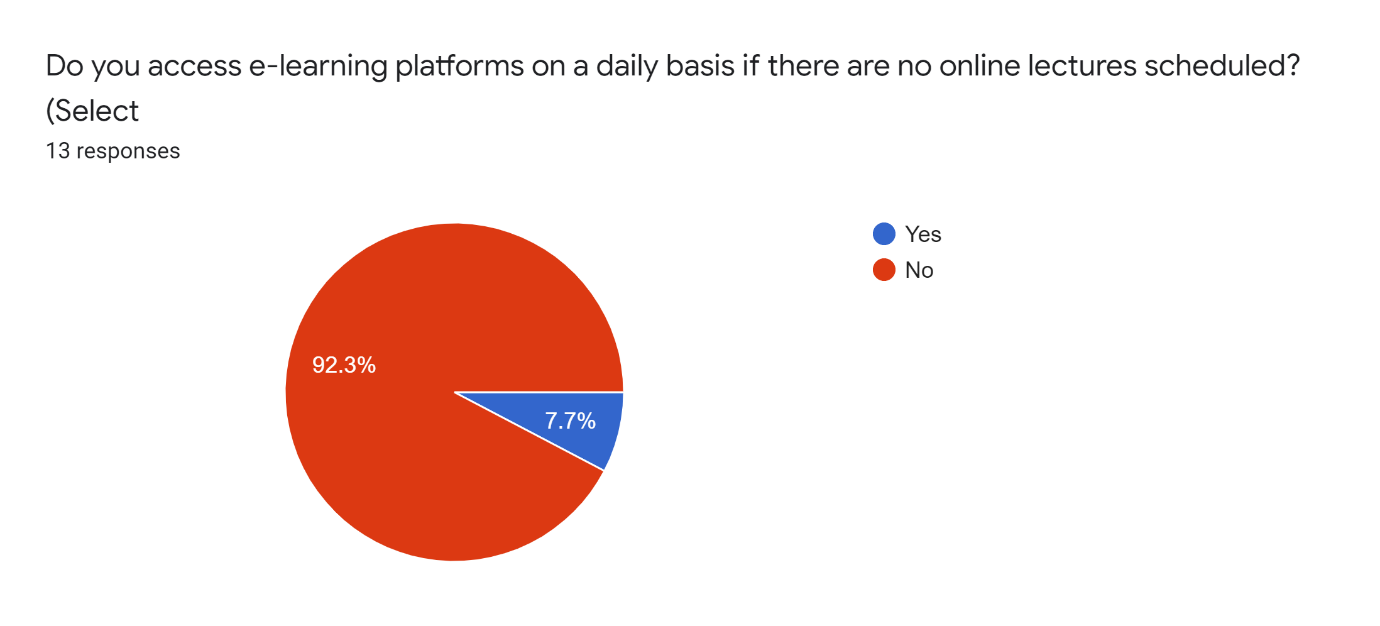 Do you access e-learning platforms on a daily basis if there are no online lectures scheduled?
(Select
13 responses
Yes
No
92.3%
7.7%